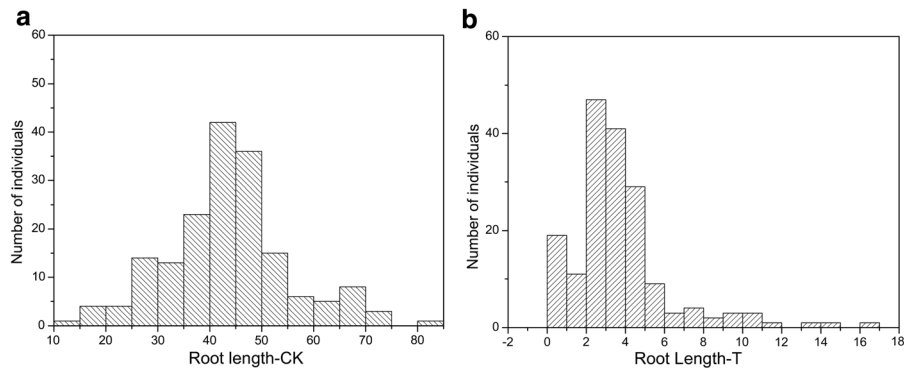 a
60
50
40
30
20
10
0
Number of individuals
10 20 30 40 50 60 70 80
Root length-CK
b
60
40
20
0
Number of individuals
-2 0 2 4 6 8 10 12 14 16 18
Root Length-T